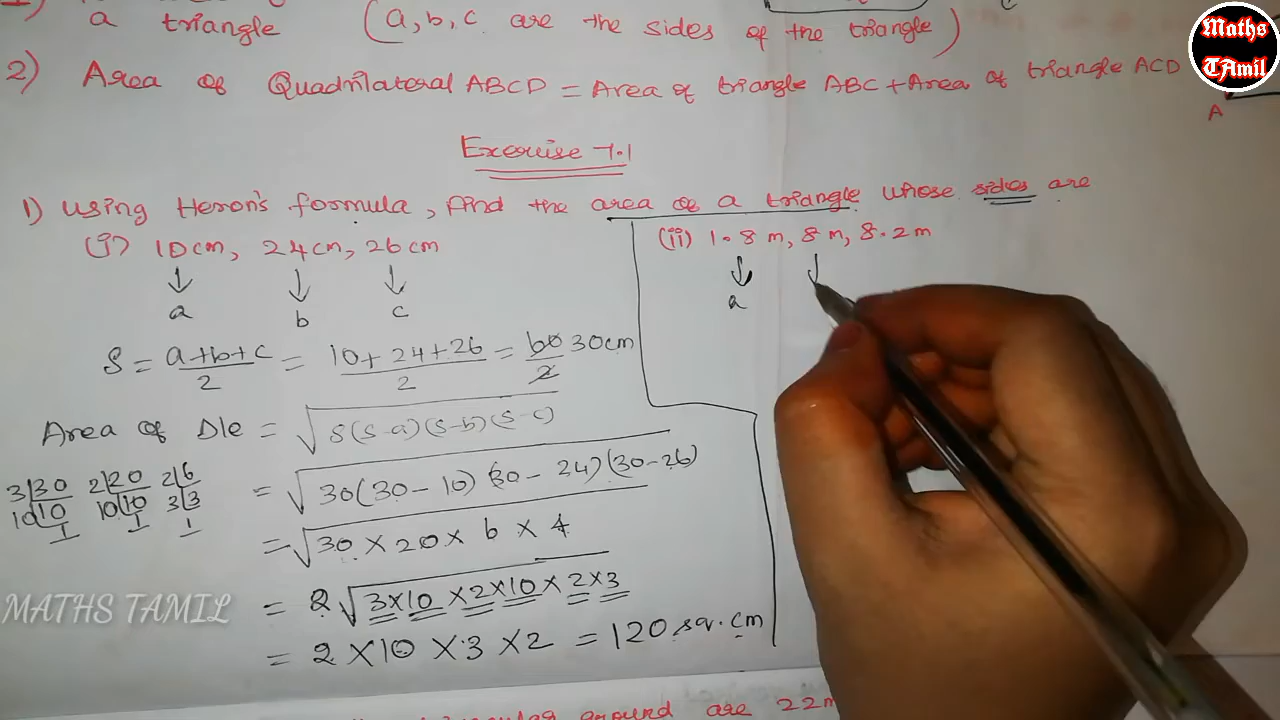 a triangle (a, b, c are the sides of the triangle)
2) Area of Quadrilateral ABCD = Area of triangle ABC + Area of triangle ACD
A
Exercise 7.1
1) Using Heron's formula, find the area of a triangle whose sides are
(i) 10cm, 24cm, 26cm
a b c
S = a+b+c/2 = 10+24+26/2 = 60/2 30cm
Area of Dle = √S(S-a)(S-b)(S-c)
= √30(30-10)(30-24)(30-26)
= √30×20×6×4
= 2√3×10×2×10×2×3
= 2×10×3×2 = 120 sq.cm
3|30 2|20 2|6
10|10 10|10 3|3
1 1 1
(ii) 1.8 m, 8 m, 8.2m
a
ground are 22m
MATHS TAMIL
Maths
TAmil